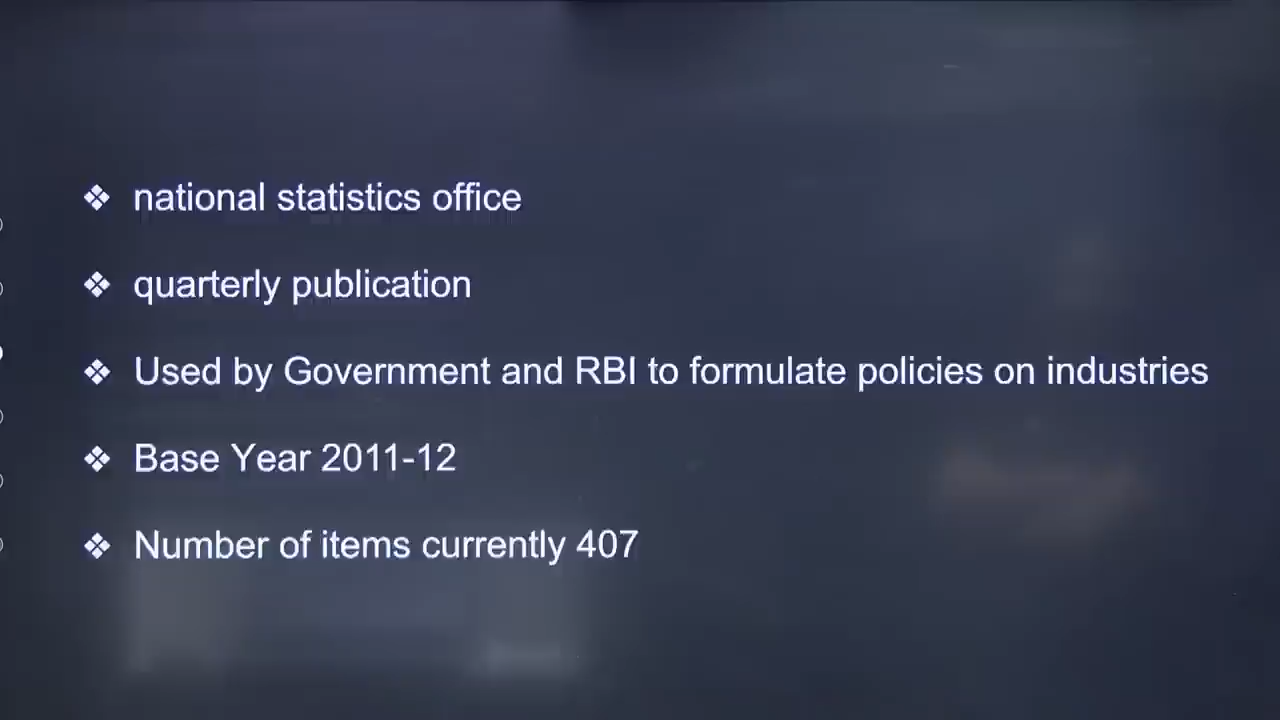 ❖ national statistics office
❖ quarterly publication
❖ Used by Government and RBI to formulate policies on industries
❖ Base Year 2011-12
❖ Number of items currently 407